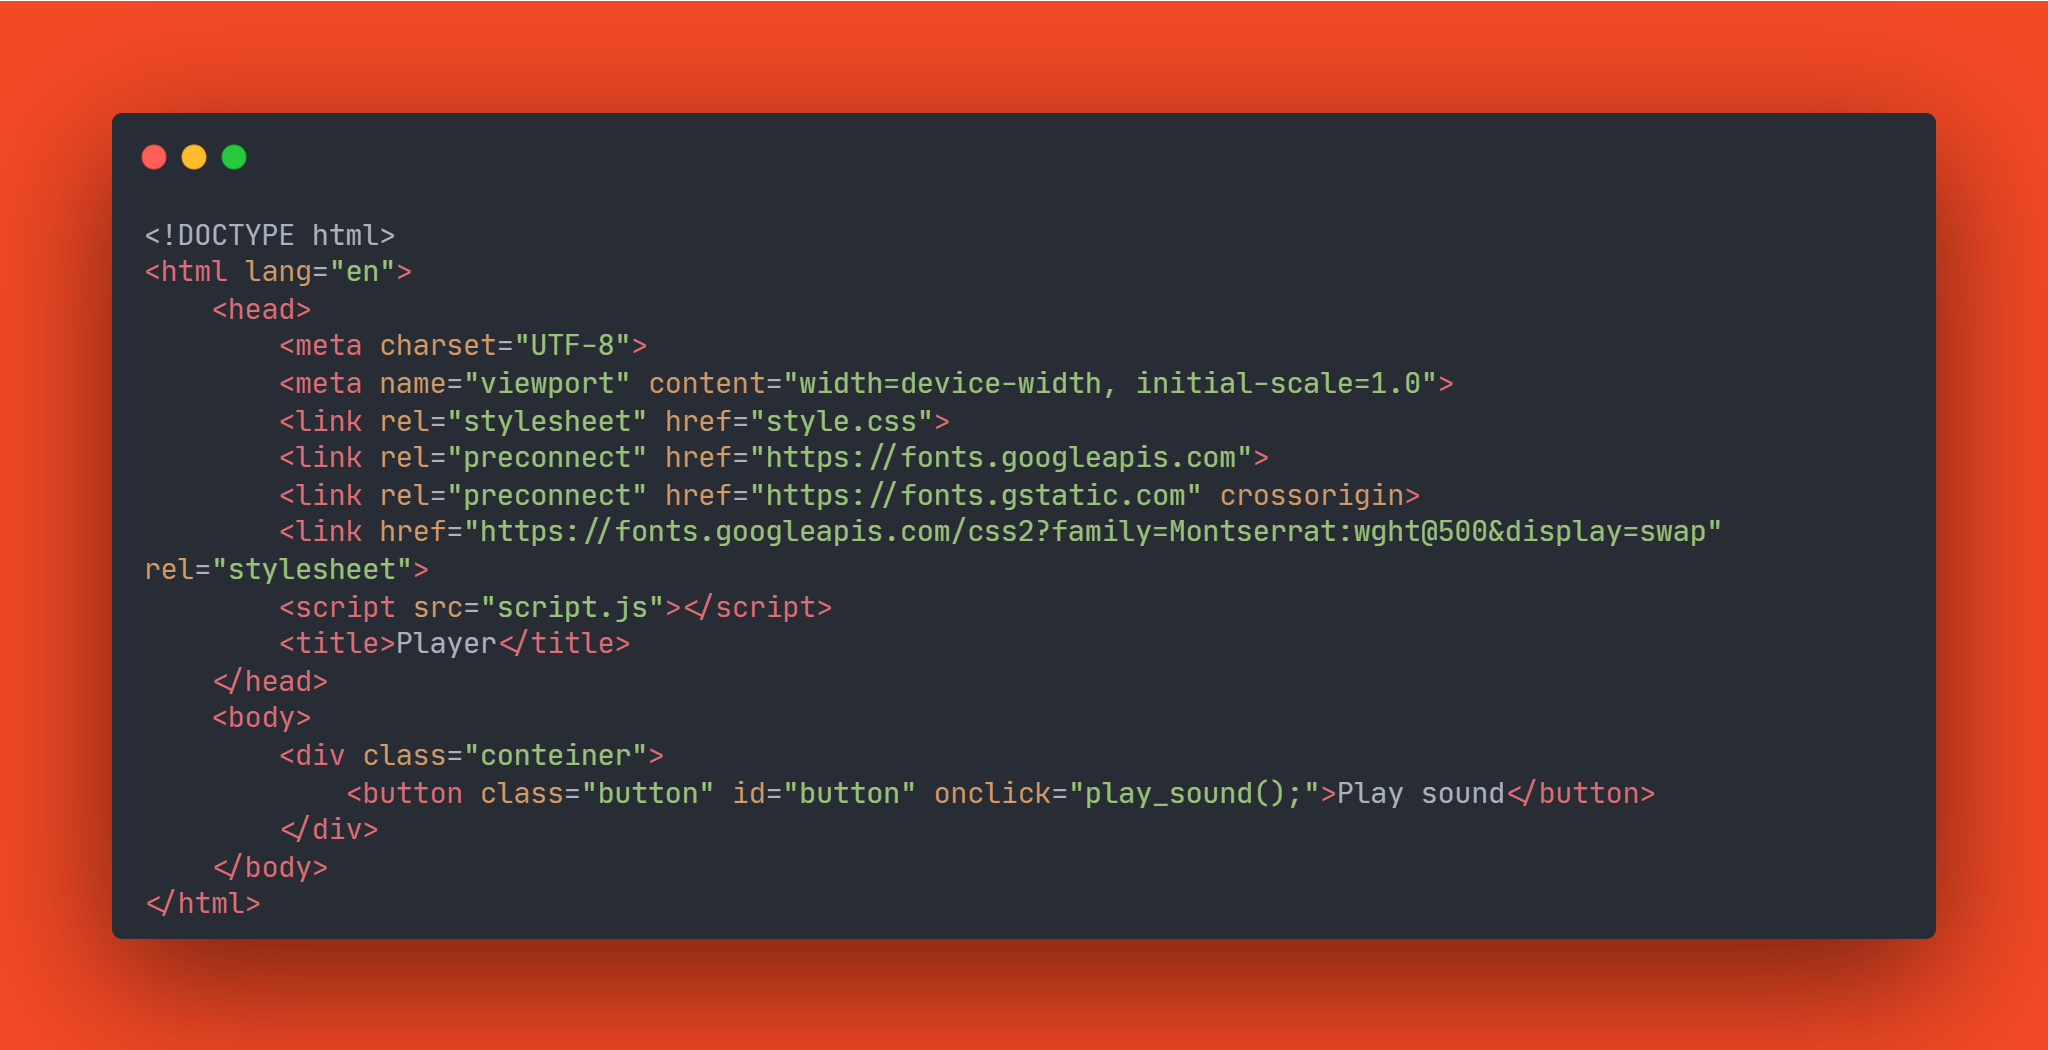 <!DOCTYPE html>
<html lang="en">
    <head>
        <meta charset="UTF-8">
        <meta name="viewport" content="width=device-width, initial-scale=1.0">
        <link rel="stylesheet" href="style.css">
        <link rel="preconnect" href="https://fonts.googleapis.com">
        <link rel="preconnect" href="https://fonts.gstatic.com" crossorigin>
        <link href="https://fonts.googleapis.com/css2?family=Montserrat:wght@500&display=swap"
rel="stylesheet">
        <script src="script.js"></script>
        <title>Player</title>
    </head>
    <body>
        <div class="conteiner">
            <button class="button" id="button" onclick="play_sound();">Play sound</button>
        </div>
    </body>
</html>